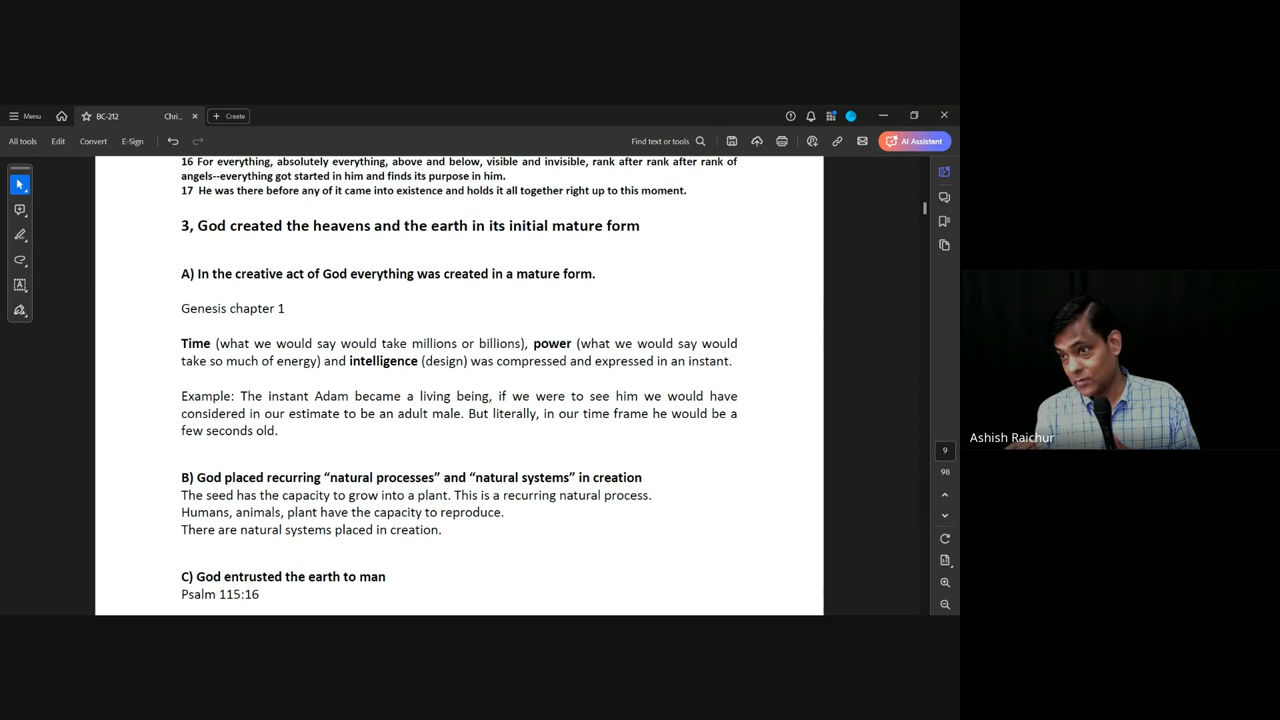 Menu
BC-212
Chri...
Create
All tools
Edit
Convert
E-Sign
Find text or tools
AI Assistant
16 For everything, absolutely everything, above and below, visible and invisible, rank after rank after rank of
angels--everything got started in him and finds its purpose in him.
17 He was there before any of it came into existence and holds it all together right up to this moment.
3, God created the heavens and the earth in its initial mature form
A) In the creative act of God everything was created in a mature form.
Genesis chapter 1
Time (what we would say would take millions or billions), power (what we would say would
take so much of energy) and intelligence (design) was compressed and expressed in an instant.
Example: The instant Adam became a living being, if we were to see him we would have
considered in our estimate to be an adult male. But literally, in our time frame he would be a
few seconds old.
B) God placed recurring “natural processes” and “natural systems” in creation
The seed has the capacity to grow into a plant. This is a recurring natural process.
Humans, animals, plant have the capacity to reproduce.
There are natural systems placed in creation.
C) God entrusted the earth to man
Psalm 115:16
9
98
Ashish Raichur